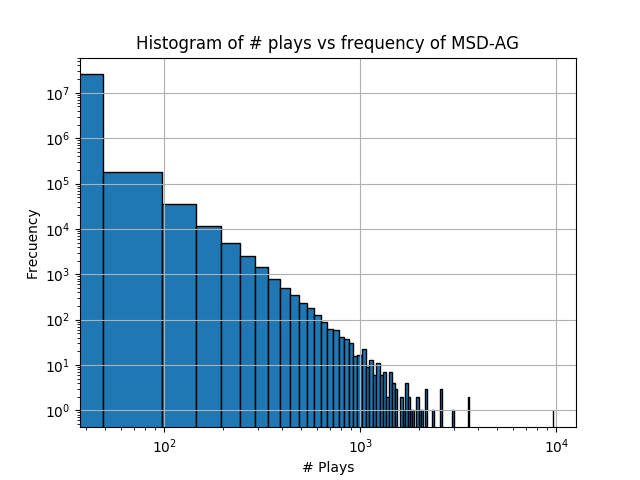 Histogram of # plays vs frequency of MSD-AG
10⁷
10⁶
10⁵
10⁴
10³
10²
10¹
10⁰
Frecuency
10² 10³ 10⁴
# Plays